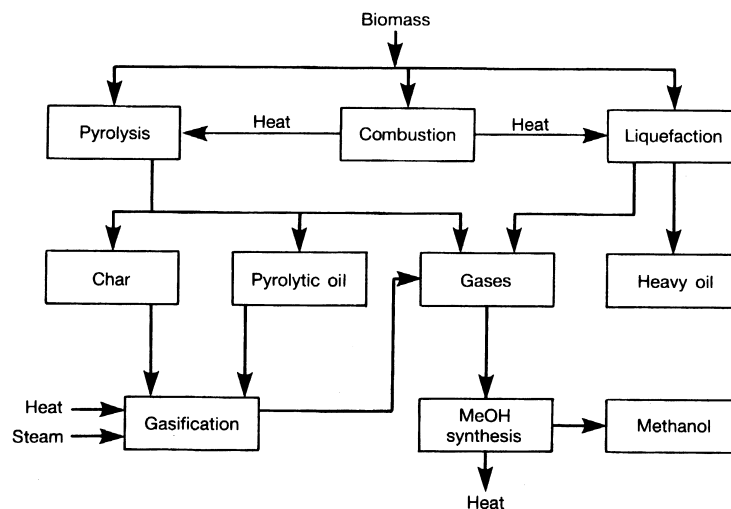 Biomass
Pyrolysis
Heat
Combustion
Heat
Liquefaction
Char
Pyrolytic oil
Gases
Heavy oil
Heat
Steam
Gasification
MeOH
synthesis
Methanol
Heat